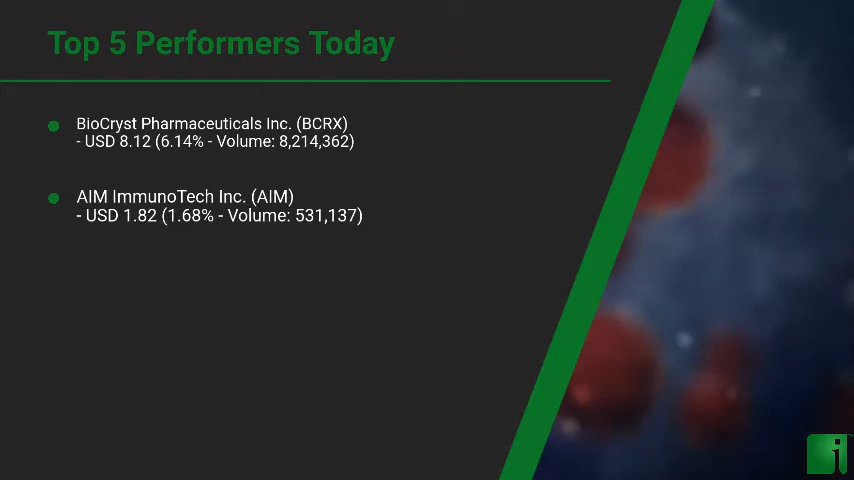 Top 5 Performers Today
BioCryst Pharmaceuticals Inc. (BCRX)
- USD 8.12 (6.14% - Volume: 8,214,362)
AIM ImmunoTech Inc. (AIM)
- USD 1.82 (1.68% - Volume: 531,137)
i